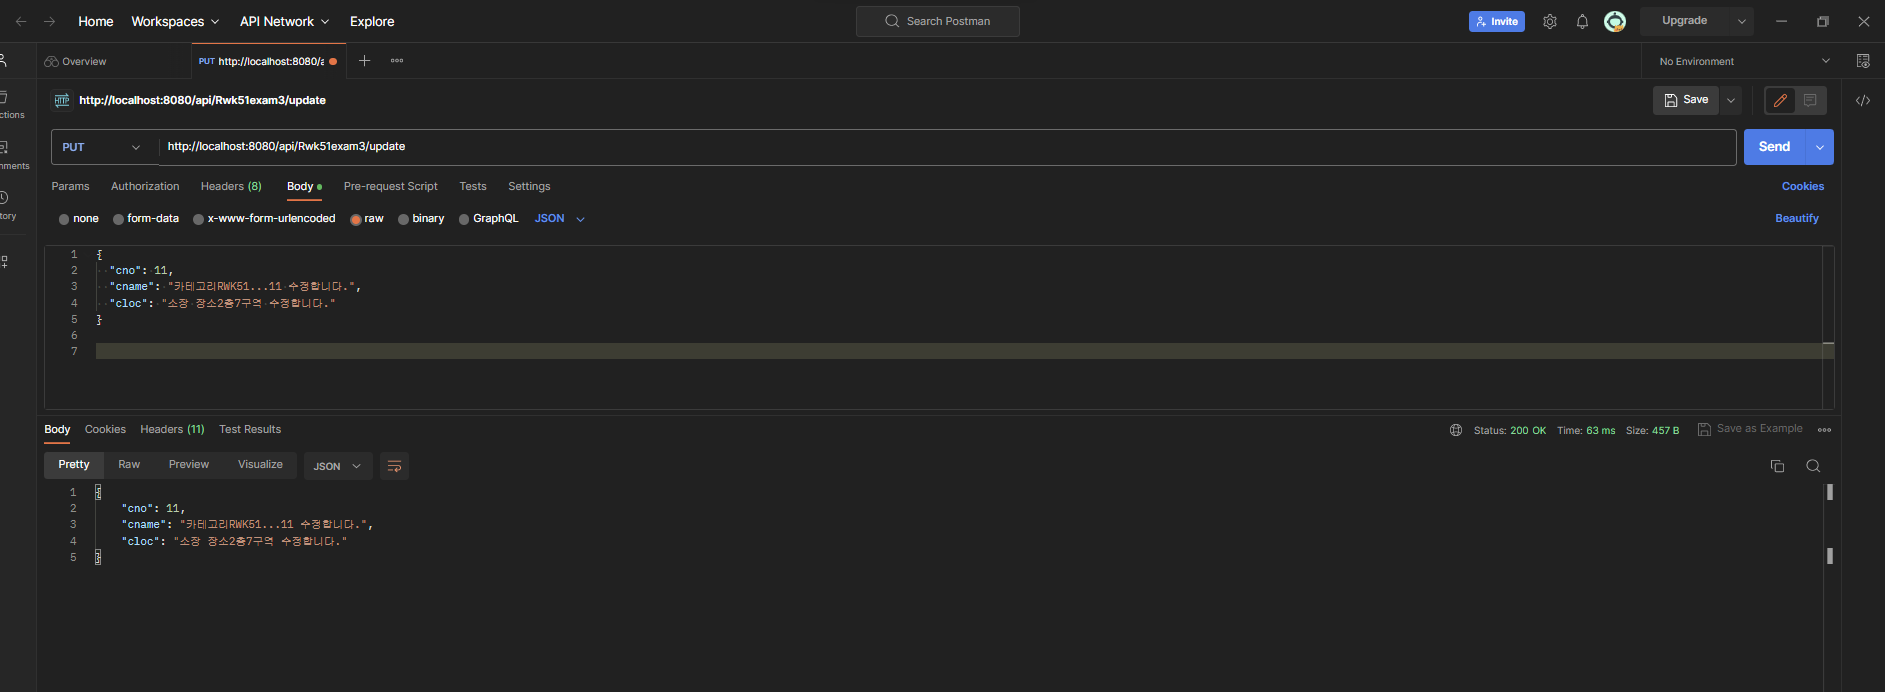 Home Workspaces API Network Explore Search Postman Invite Upgrade
Overview PUT http://localhost:8080/a No Environment
HTTP http://localhost:8080/api/Rwk51exam3/update Save
ctions
PUT http://localhost:8080/api/Rwk51exam3/update Send
nments
Params Authorization Headers (8) Body Pre-request Script Tests Settings Cookies
tory
none form-data x-www-form-urlencoded raw binary GraphQL JSON Beautify
1 {
2 "cno": 11,
3 "cname": "카테고리RWK51...11 수정합니다.",
4 "cloc": "소장 장소2층7구역 수정합니다."
5 }
6
7
Body Cookies Headers (11) Test Results Status: 200 OK Time: 63 ms Size: 457 B Save as Example
Pretty Raw Preview Visualize JSON
1 {
2 "cno": 11,
3 "cname": "카테고리RWK51...11 수정합니다.",
4 "cloc": "소장 장소2층7구역 수정합니다."
5 }